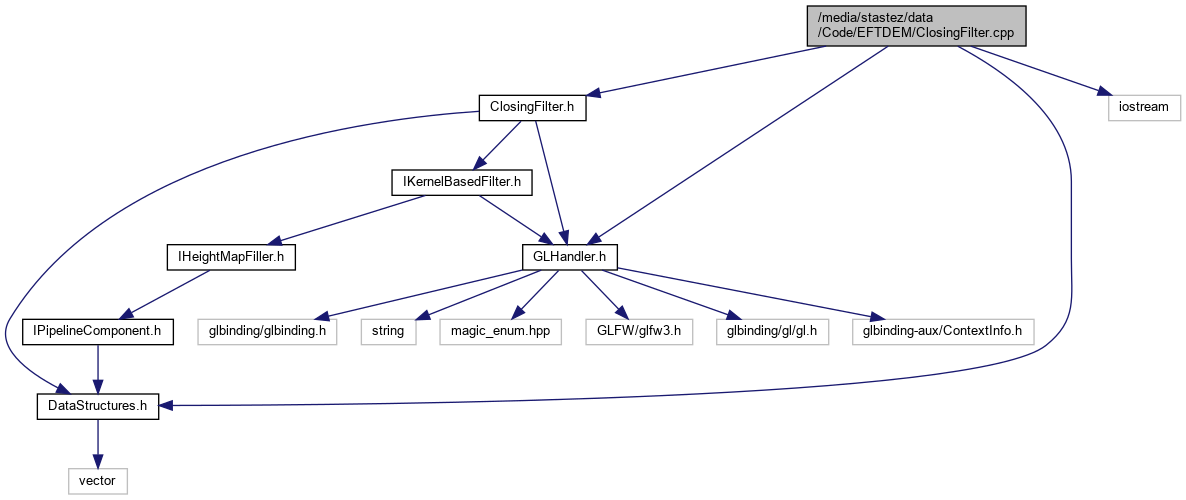 /media/stastez/data
/Code/EFTDEM/ClosingFilter.cpp
ClosingFilter.h
iostream
IKernelBasedFilter.h
IHeightMapFiller.h
GLHandler.h
IPipelineComponent.h
glbinding/glbinding.h
string
magic_enum.hpp
GLFW/glfw3.h
glbinding/gl/gl.h
glbinding-aux/ContextInfo.h
DataStructures.h
vector